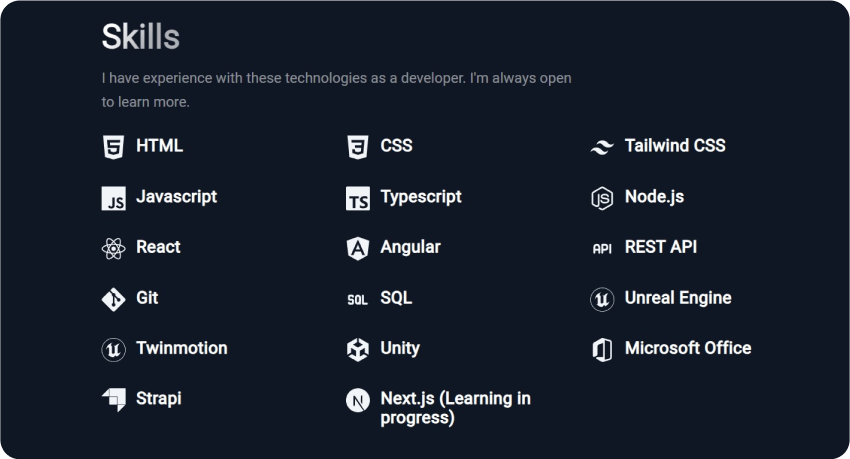 Skills
I have experience with these technologies as a developer. I'm always open
to learn more.
HTML
CSS
Tailwind CSS
JS Javascript
TS Typescript
JS Node.js
React
Angular
API REST API
Git
SQL SQL
Unreal Engine
Twinmotion
Unity
Microsoft Office
Strapi
Next.js (Learning in
progress)